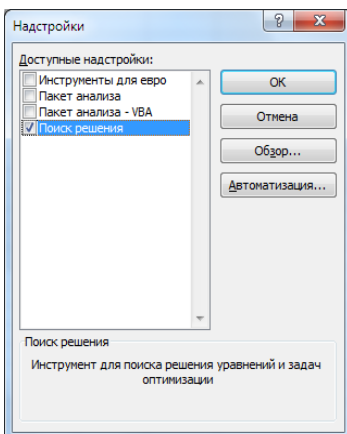 Надстройки
Доступные надстройки:
Инструменты для евро
Пакет анализа
Пакет анализа - VBA
Поиск решения
ОК
Отмена
Обзор...
Автоматизация...
Поиск решения
Инструмент для поиска решения уравнений и задач
оптимизации